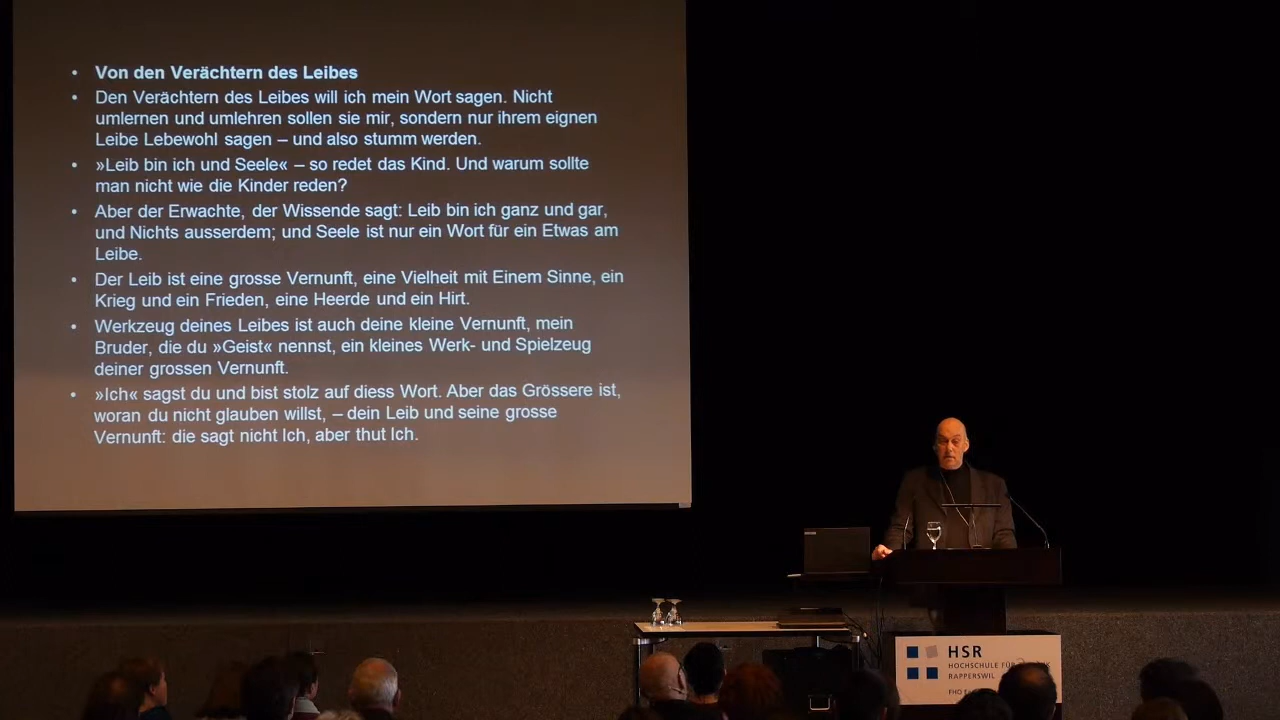 • Von den Verächtern des Leibes
• Den Verächtern des Leibes will ich mein Wort sagen. Nicht
umlernen und umlehren sollen sie mir, sondern nur ihrem eignen
Leibe Lebewohl sagen – und also stumm werden.
• »Leib bin ich und Seele« – so redet das Kind. Und warum sollte
man nicht wie die Kinder reden?
• Aber der Erwachte, der Wissende sagt: Leib bin ich ganz und gar,
und Nichts ausserdem; und Seele ist nur ein Wort für ein Etwas am
Leibe.
• Der Leib ist eine grosse Vernunft, eine Vielheit mit Einem Sinne, ein
Krieg und ein Frieden, eine Heerde und ein Hirt.
• Werkzeug deines Leibes ist auch deine kleine Vernunft, mein
Bruder, die du »Geist« nennst, ein kleines Werk- und Spielzeug
deiner grossen Vernunft.
• »Ich« sagst du und bist stolz auf diess Wort. Aber das Grössere ist,
woran du nicht glauben willst, – dein Leib und seine grosse
Vernunft: die sagt nicht Ich, aber thut Ich.
HSR
HOCHSCHULE FÜR
RAPPERSWIL
FHO